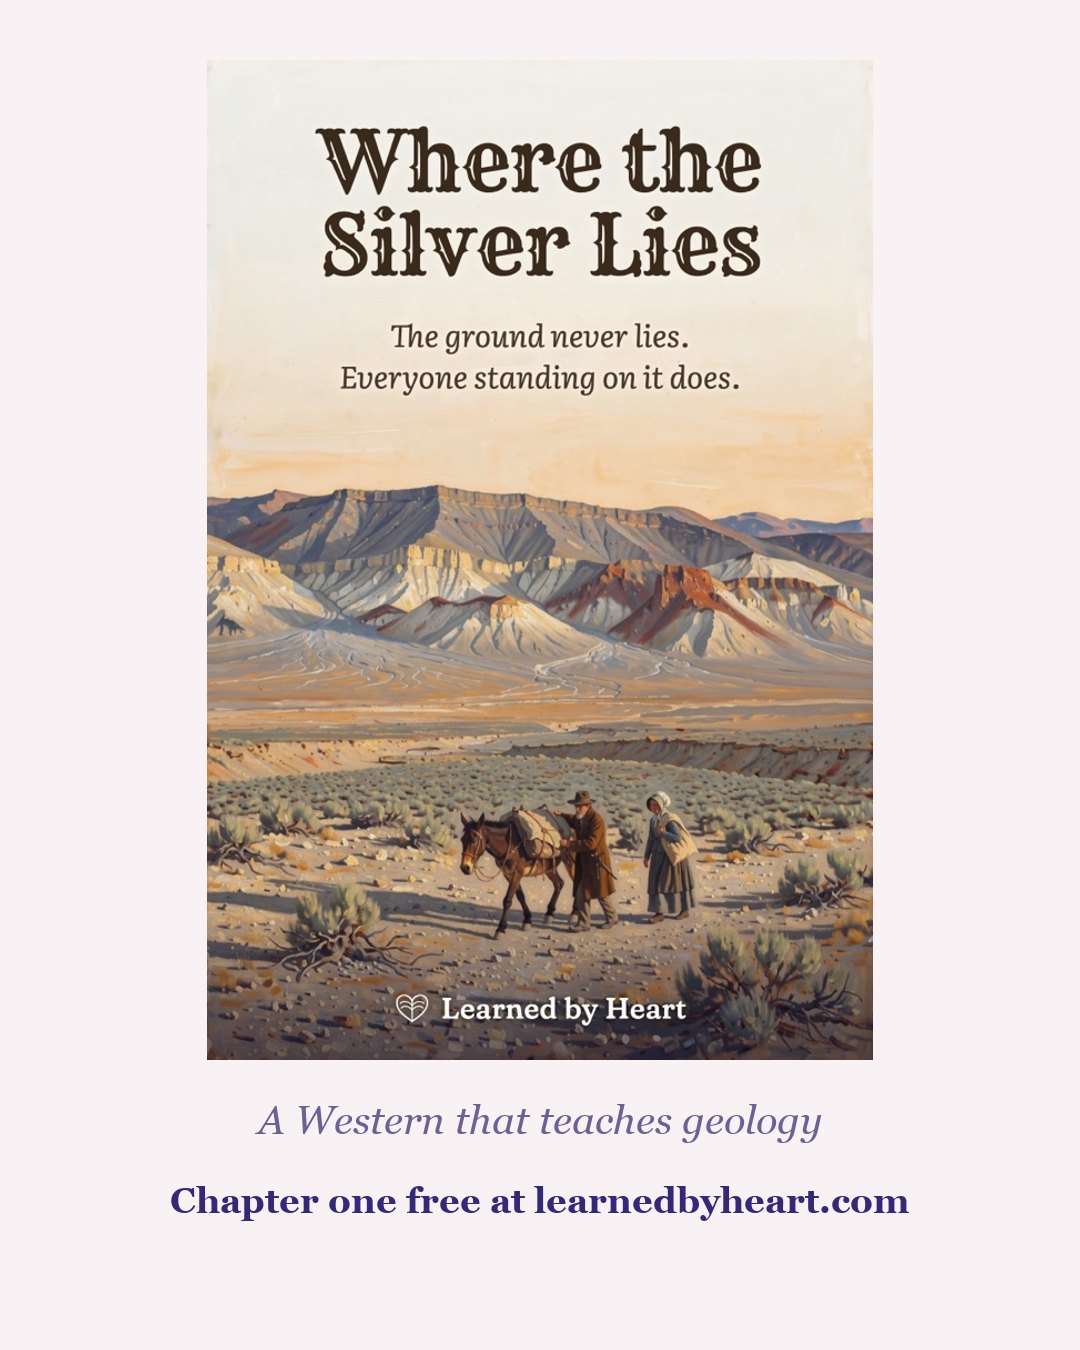 Where the
Silver Lies
The ground never lies.
Everyone standing on it does.
Learned by Heart
A Western that teaches geology
Chapter one free at learnedbyheart.com